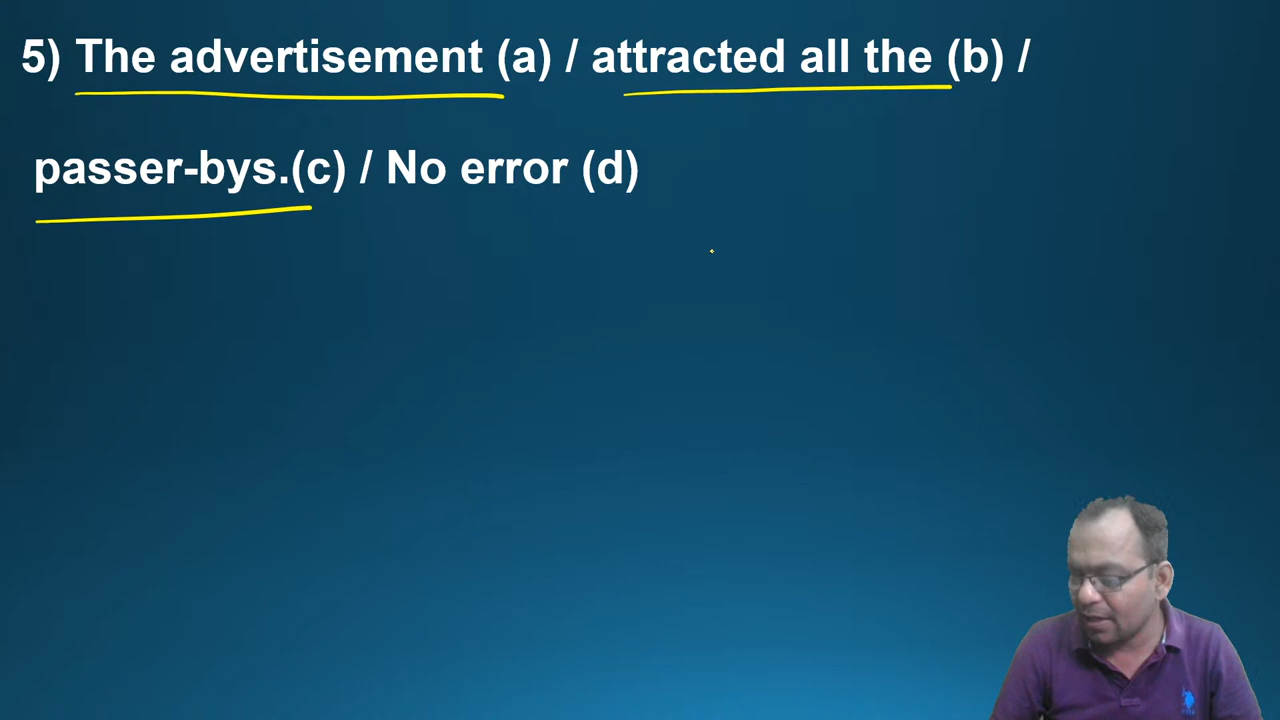 5) The advertisement (a) / attracted all the (b) /
passer-bys.(c) / No error (d)